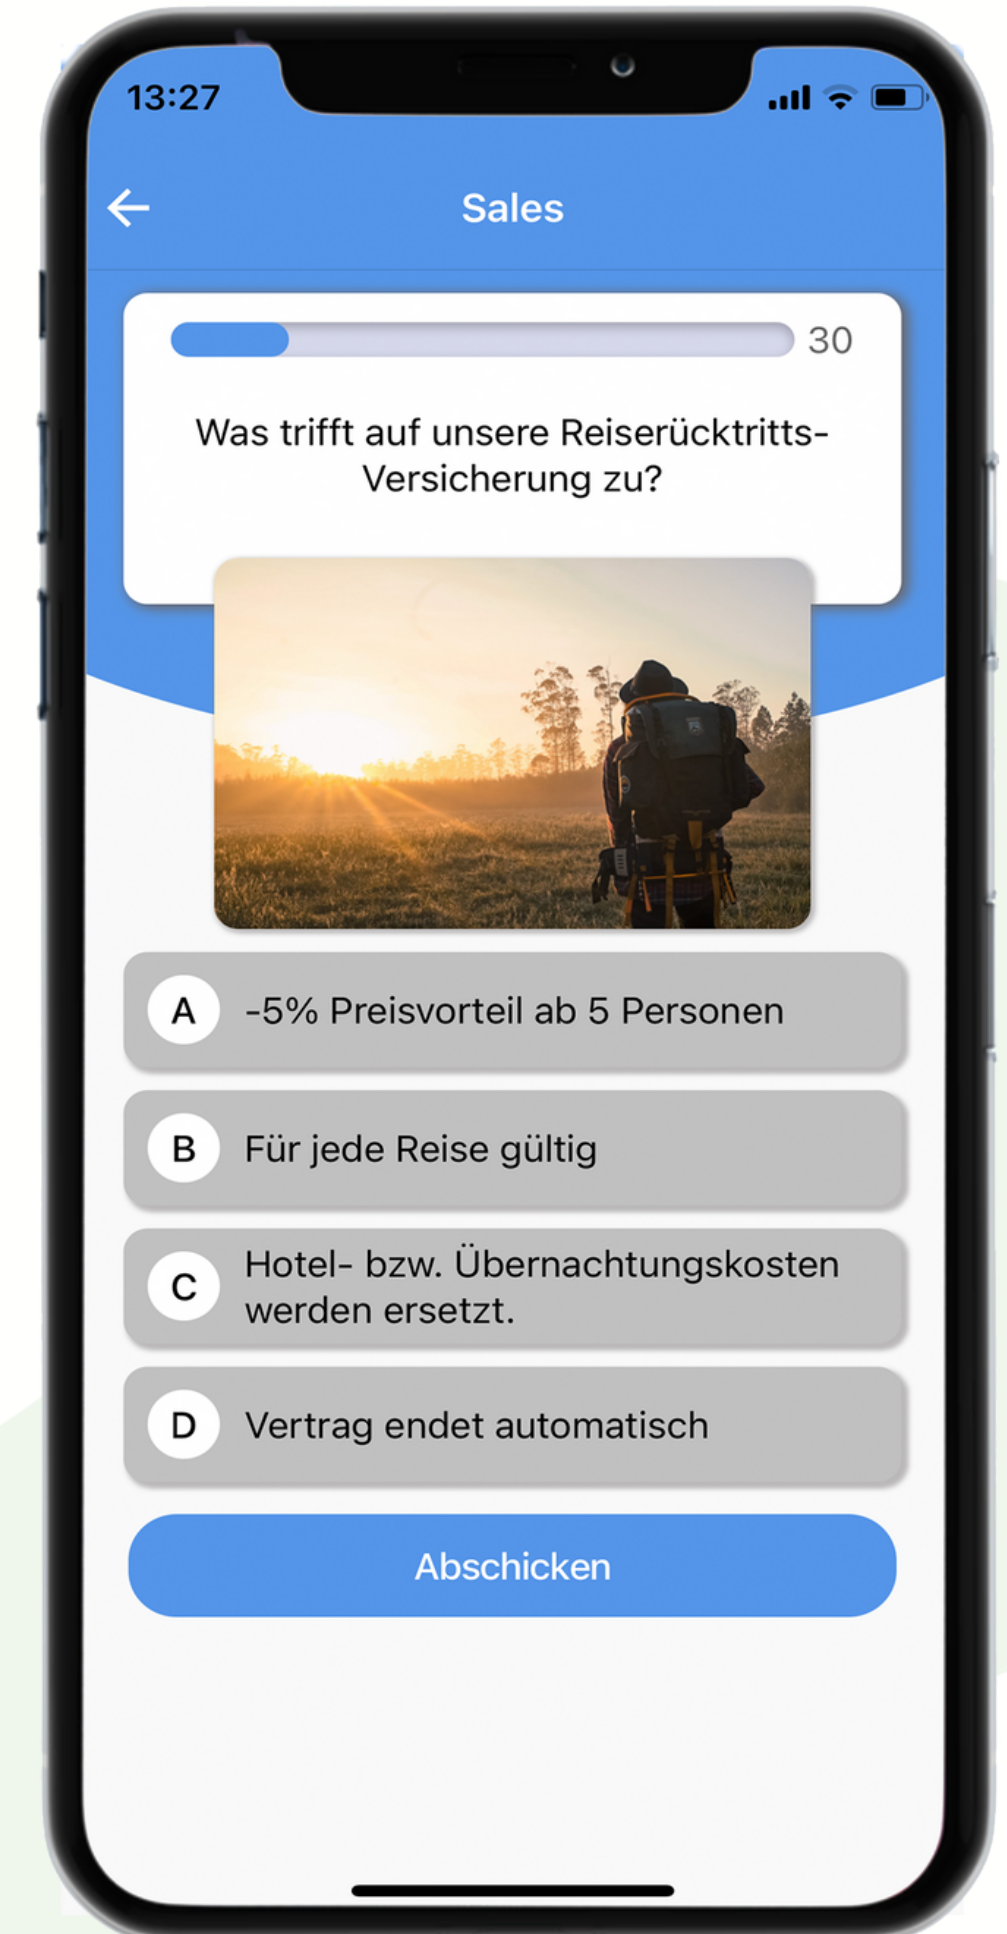 13:27
Sales
30
Was trifft auf unsere Reiserücktritts-
Versicherung zu?
A -5% Preisvorteil ab 5 Personen
B Für jede Reise gültig
C Hotel- bzw. Übernachtungskosten
werden ersetzt.
D Vertrag endet automatisch
Abschicken